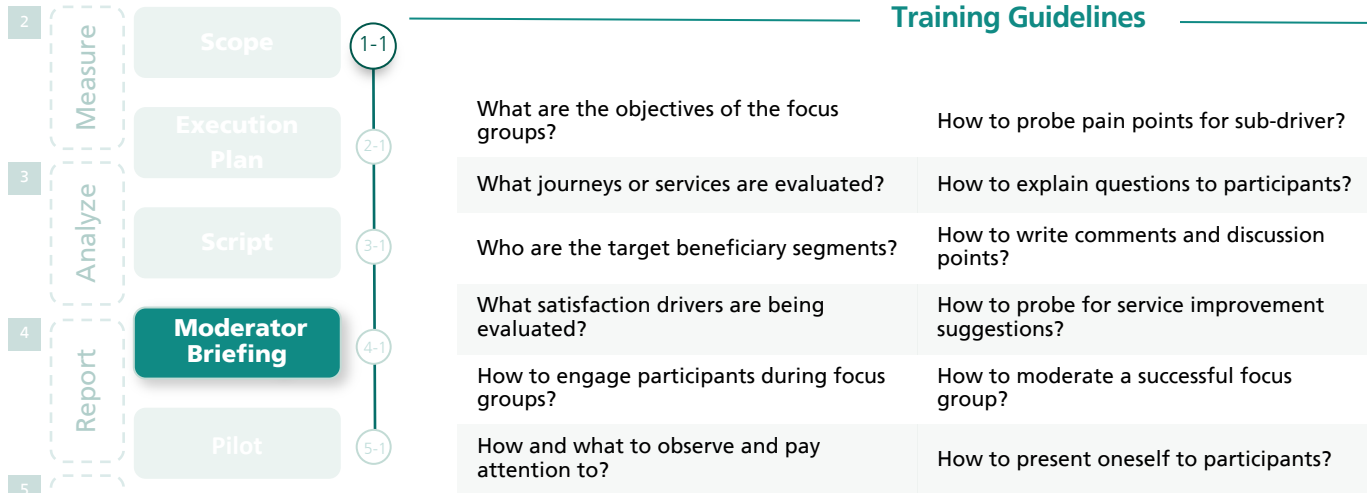 Training Guidelines
2
Measure
3
Analyze
4
Report
5
Scope
1-1
Execution
Plan
2-1
Script
3-1
Moderator
Briefing
4-1
Pilot
5-1
What are the objectives of the focus
groups?
How to probe pain points for sub-driver?
What journeys or services are evaluated?
How to explain questions to participants?
Who are the target beneficiary segments?
How to write comments and discussion
points?
What satisfaction drivers are being
evaluated?
How to probe for service improvement
suggestions?
How to engage participants during focus
groups?
How to moderate a successful focus
group?
How and what to observe and pay
attention to?
How to present oneself to participants?